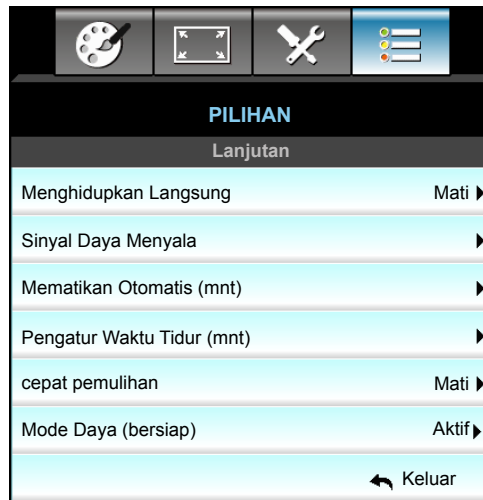 PILIHAN
Lanjutan
Menghidupkan Langsung Mati
Sinyal Daya Menyala
Mematikan Otomatis (mnt)
Pengatur Waktu Tidur (mnt)
cepat pemulihan Mati
Mode Daya (bersiap) Aktif
Keluar